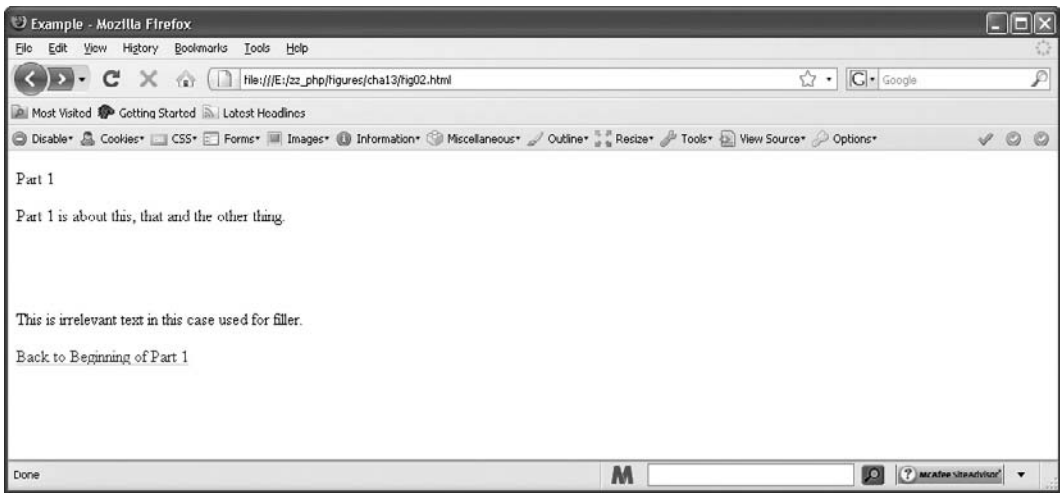 Example - Mozilla Firefox
File Edit View History Bookmarks Tools Help
file:///E:/zz_php/figures/cha13/fig02.html
G Google
Most Visited Getting Started Latest Headlines
Disable Cookies CSS Forms Images Information Miscellaneous Outline Resize Tools View Source Options
Part 1
Part 1 is about this, that and the other thing.
This is irrelevant text in this case used for filler.
Back to Beginning of Part 1
Done
M
? McAfee SiteAdvisor